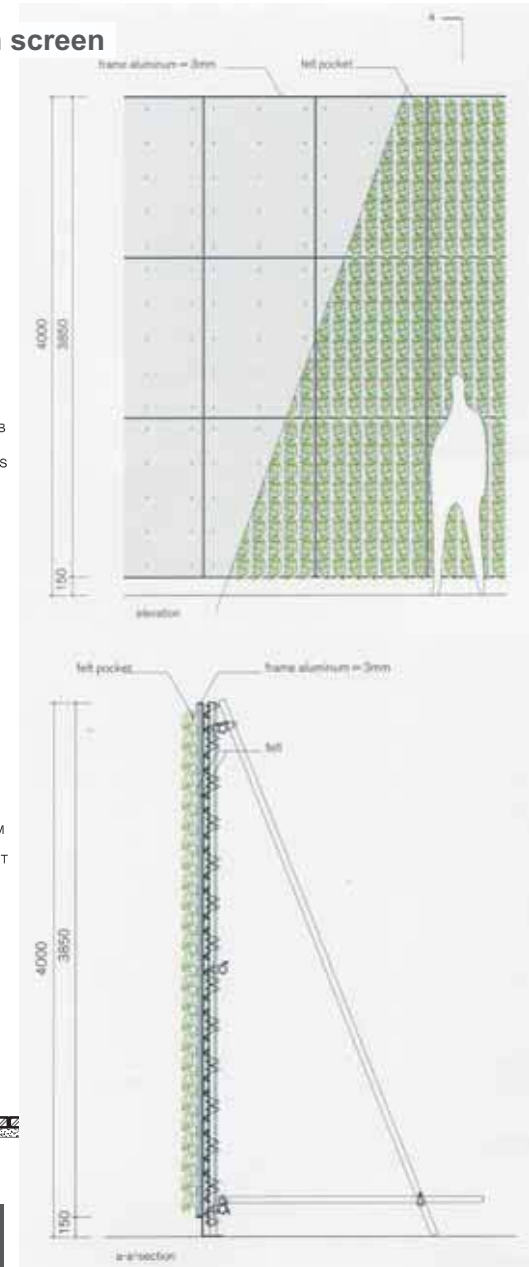 screen
a
frame aluminum = 3mm
felt pocket
4000
3850
150
B
S
elevation
felt pocket
frame aluminum = 3mm
felt
4000
3850
150
M
T
a-a' section